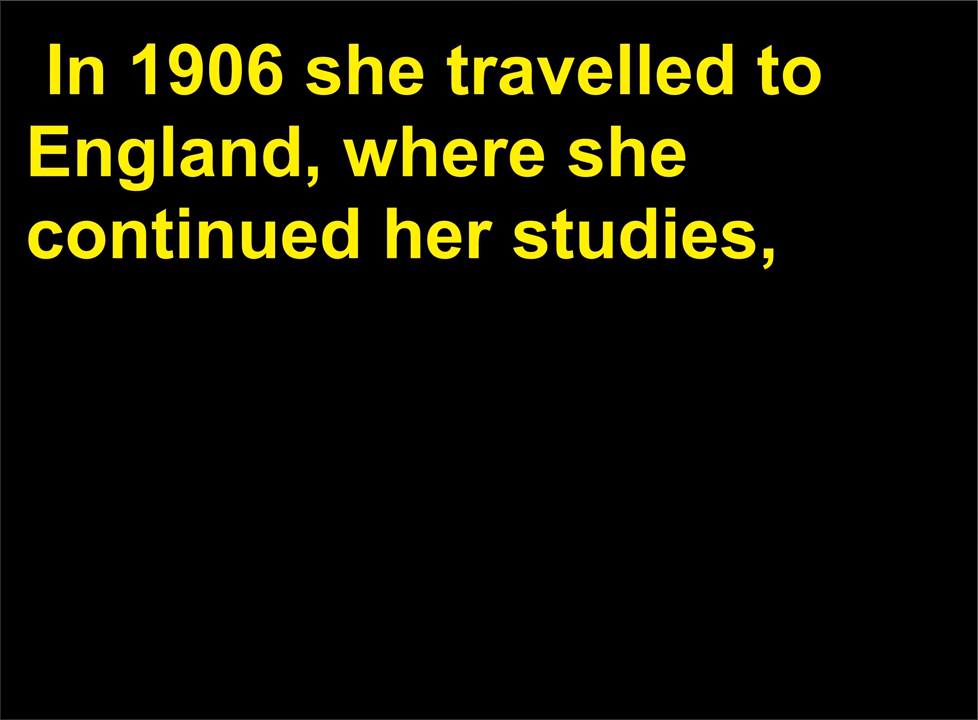 In 1906 she travelled to
England, where she
continued her studies,